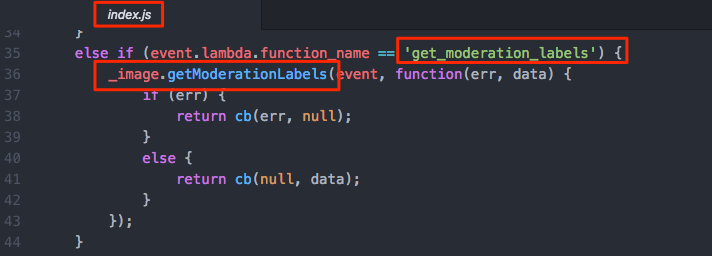 index.js
34 }
35 else if (event.lambda.function_name == 'get_moderation_labels') {
36 _image.getModerationLabels(event, function(err, data) {
37 if (err) {
38 return cb(err, null);
39 }
40 else {
41 return cb(null, data);
42 }
43 });
44 }